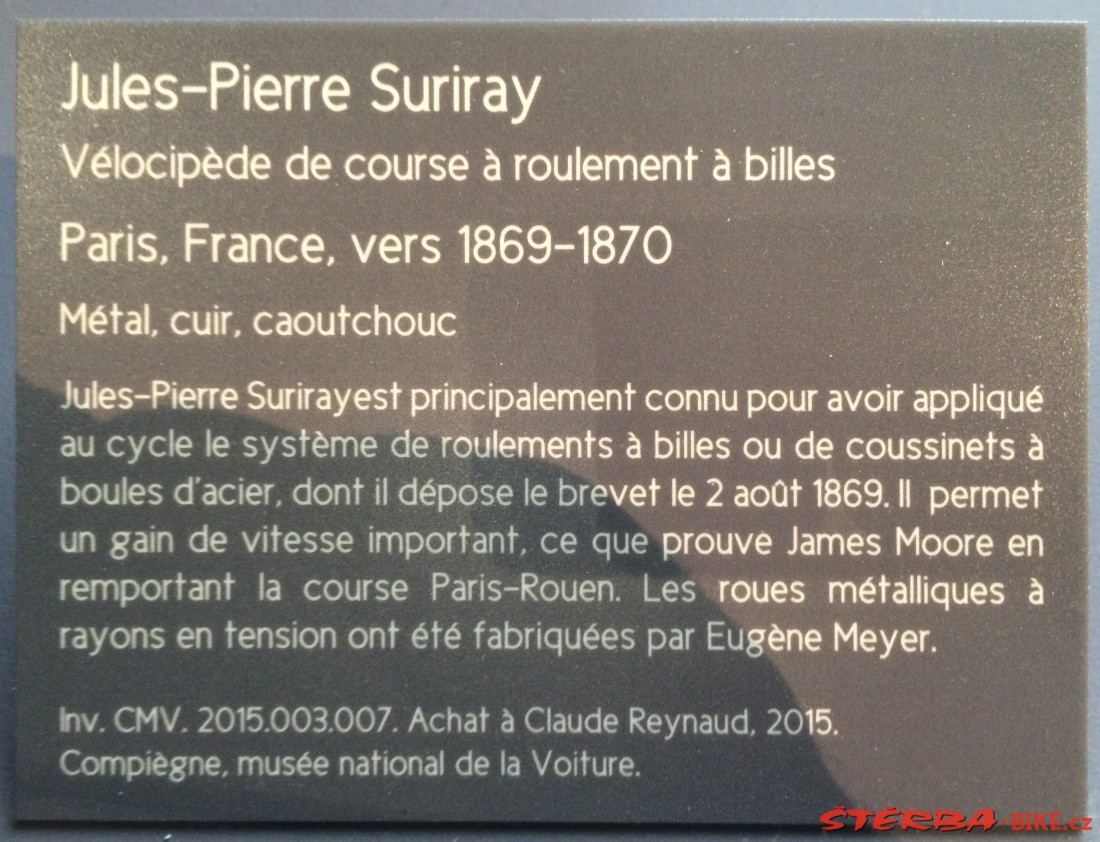 Jules-Pierre Suriray
Vélocipède de course à roulement à billes
Paris, France, vers 1869-1870
Métal, cuir, caoutchouc
Jules-Pierre Surirayest principalement connu pour avoir appliqué
au cycle le système de roulements à billes ou de coussinets à
boules d'acier, dont il dépose le brevet le 2 août 1869. Il permet
un gain de vitesse important, ce que prouve James Moore en
remportant la course Paris-Rouen. Les roues métalliques à
rayons en tension ont été fabriquées par Eugène Meyer.
Inv. CMV. 2015.003.007. Achat à Claude Reynaud, 2015.
Compiègne, musée national de la Voiture.
ŠTĚRBA-BIKE.cz